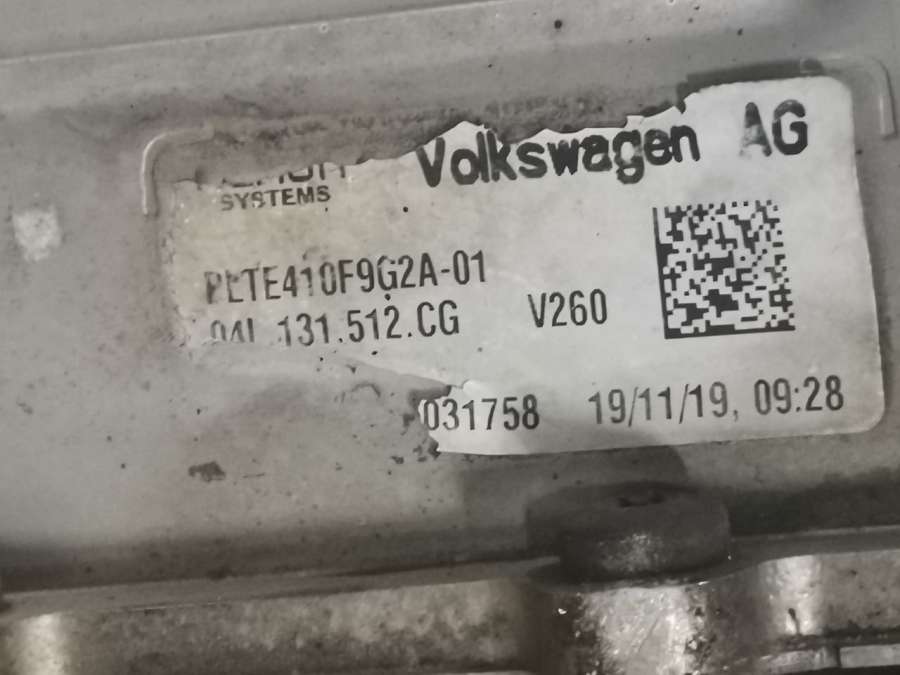 Volkswagen AG
SYSTEMS
PLTE410F9G2A-01
04L 131.512.CG V260
031758 19/11/19, 09:28